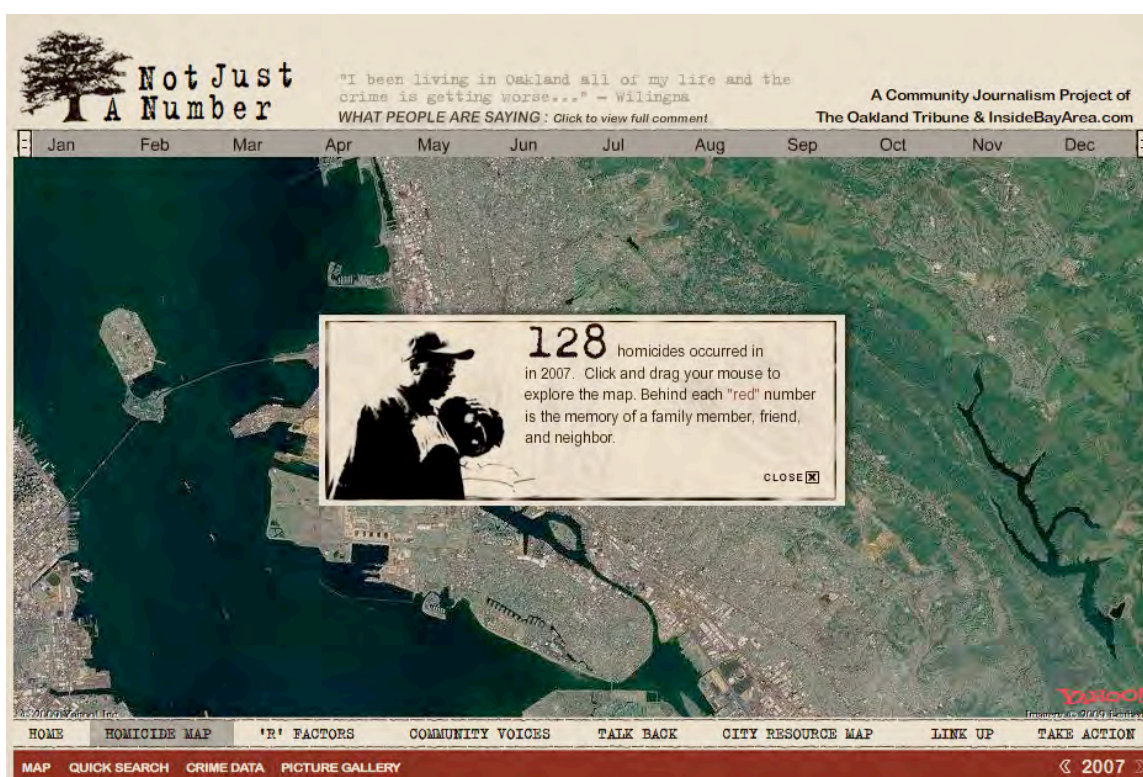 Not Just
A Number
"I been living in Oakland all of my life and the
crime is getting worse..." - Wilingna
WHAT PEOPLE ARE SAYING : Click to view full comment
A Community Journalism Project of
The Oakland Tribune & InsideBayArea.com
Jan Feb Mar Apr May Jun Jul Aug Sep Oct Nov Dec
128 homicides occurred in
in 2007. Click and drag your mouse to
explore the map. Behind each "red" number
is the memory of a family member, friend,
and neighbor.
CLOSE X
YAHOO!
HOME HOMICIDE MAP 'R' FACTORS COMMUNITY VOICES TALK BACK CITY RESOURCE MAP LINK UP TAKE ACTION
MAP QUICK SEARCH CRIME DATA PICTURE GALLERY « 2007